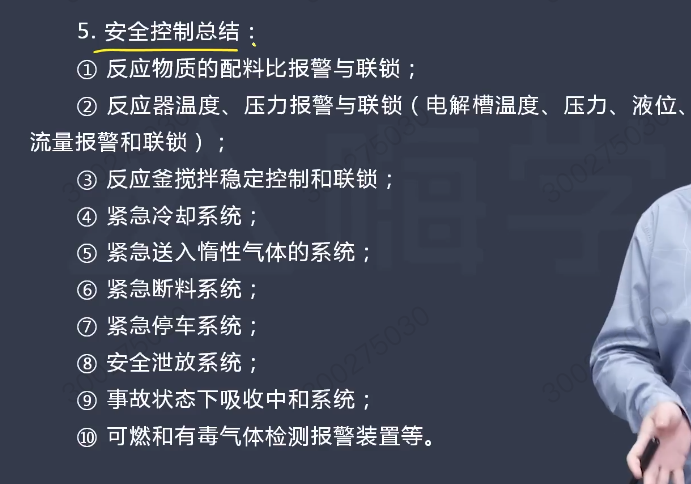 5. 安全控制总结：
① 反应物质的配料比报警与联锁；
② 反应器温度、压力报警与联锁（电解槽温度、压力、液位、
流量报警和联锁）；
③ 反应釜搅拌稳定控制和联锁；
④ 紧急冷却系统；
⑤ 紧急送入惰性气体的系统；
⑥ 紧急断料系统；
⑦ 紧急停车系统；
⑧ 安全泄放系统；
⑨ 事故状态下吸收中和系统；
⑩ 可燃和有毒气体检测报警装置等。
嗨学
300275030